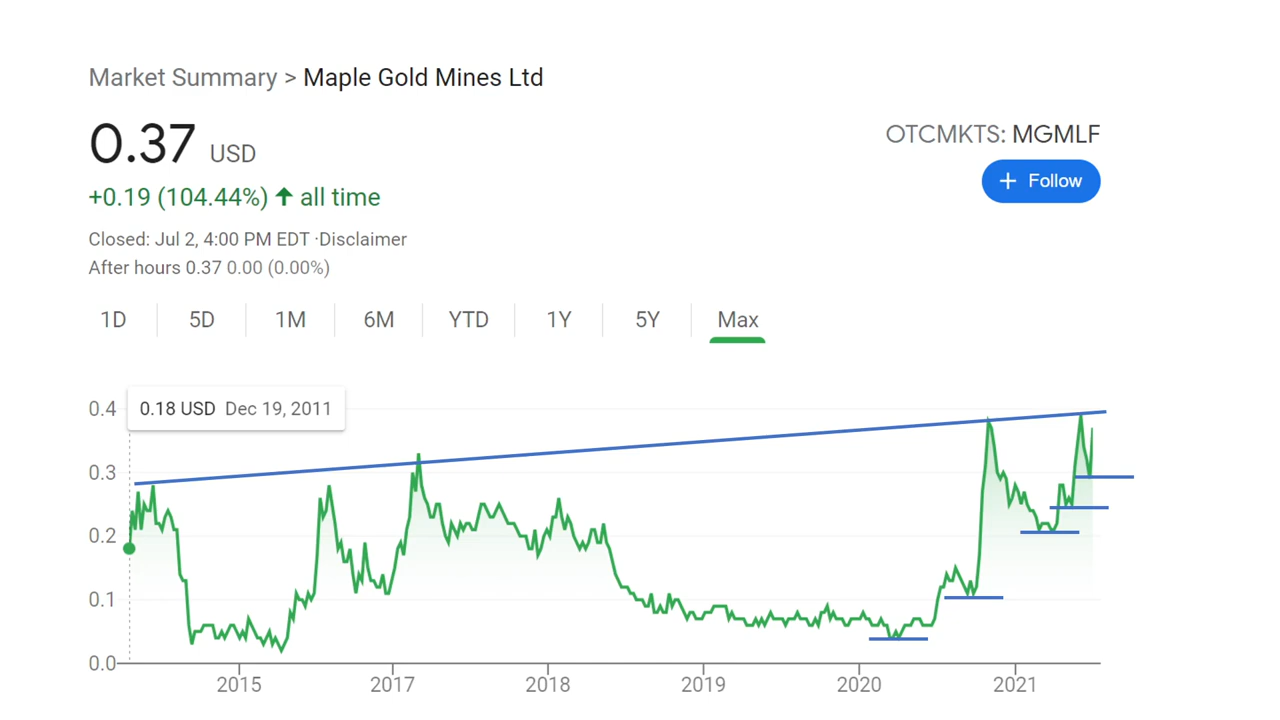 Market Summary > Maple Gold Mines Ltd
0.37 USD
OTCMKTS: MGMLF
+ Follow
+0.19 (104.44%) ↑ all time
Closed: Jul 2, 4:00 PM EDT ·Disclaimer
After hours 0.37 0.00 (0.00%)
1D 5D 1M 6M YTD 1Y 5Y Max
0.18 USD Dec 19, 2011
0.4
0.3
0.2
0.1
0.0
2015 2017 2018 2019 2020 2021